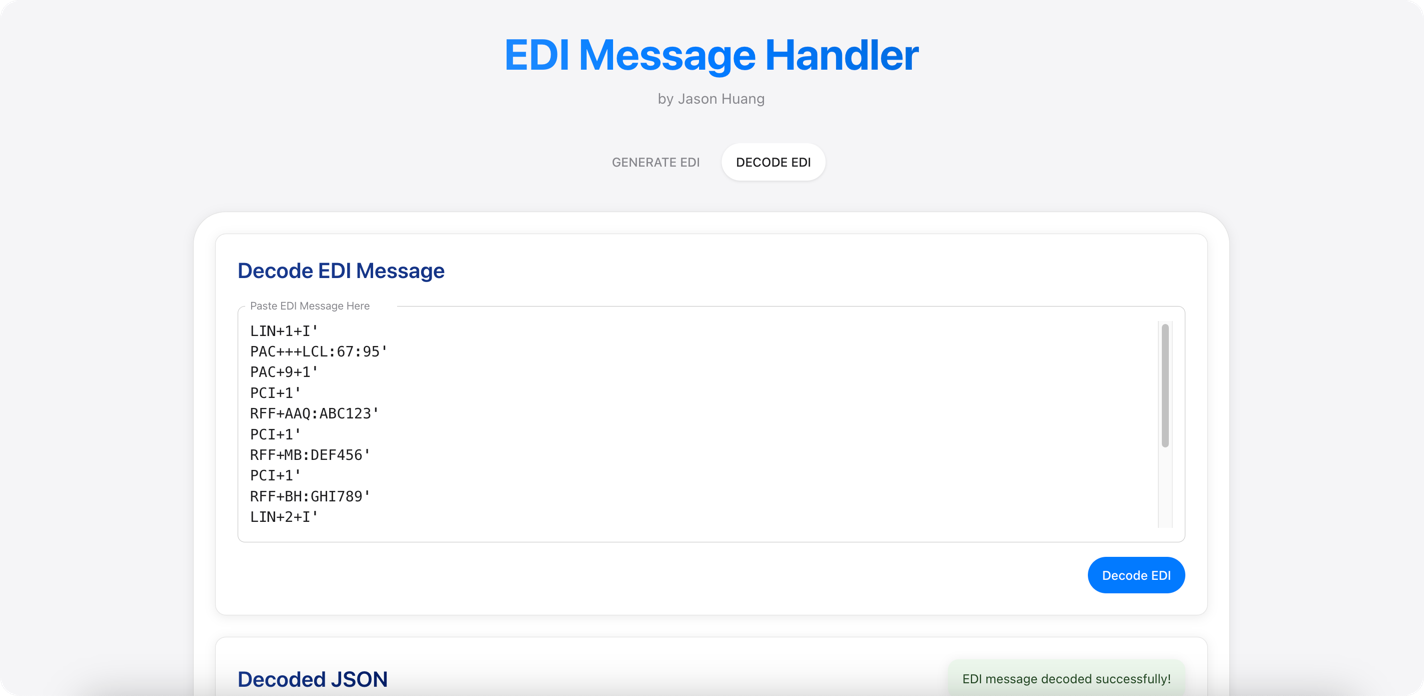 EDI Message Handler
by Jason Huang
GENERATE EDI
DECODE EDI
Decode EDI Message
Paste EDI Message Here
LIN+1+I'
PAC+++LCL:67:95'
PAC+9+1'
PCI+1'
RFF+AAQ:ABC123'
PCI+1'
RFF+MB:DEF456'
PCI+1'
RFF+BH:GHI789'
LIN+2+I'
Decode EDI
Decoded JSON
EDI message decoded successfully!